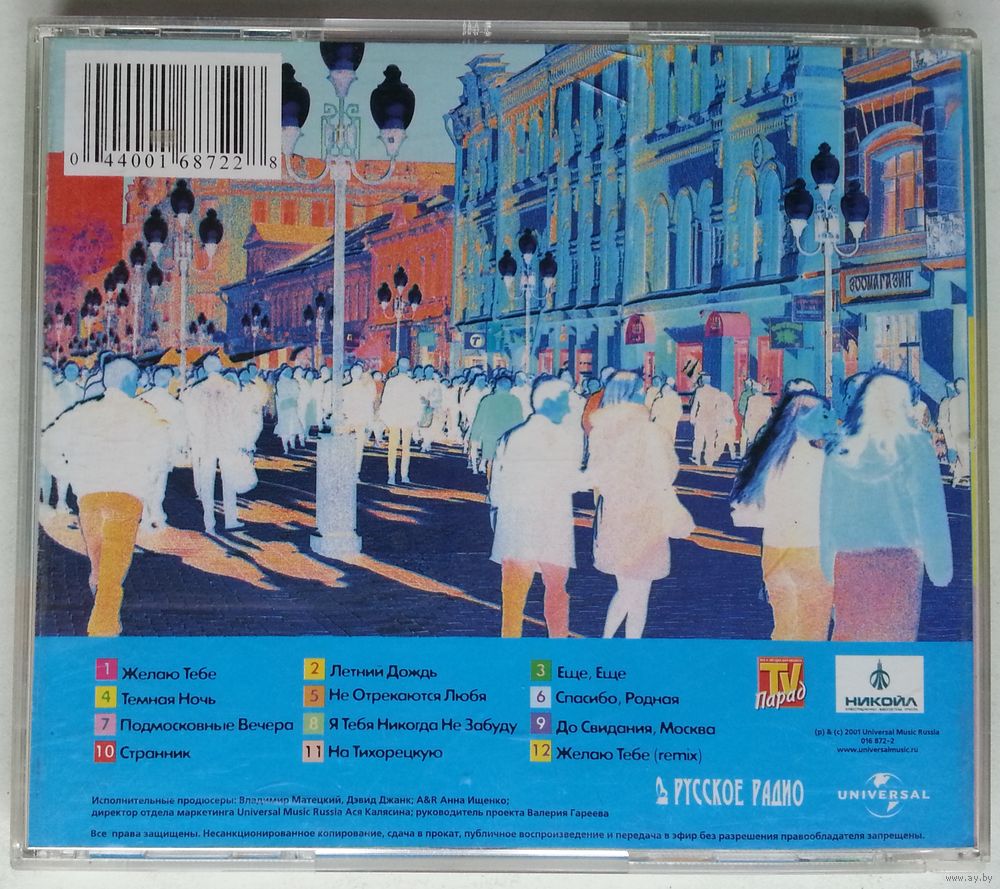 0 44001 68722 8
ЗООМАГАЗИН
1 Желаю Тебе
2 Летний Дождь
3 Еще, Еще
4 Темная Ночь
5 Не Отрекаются Любя
6 Спасибо, Родная
7 Подмосковные Вечера
8 Я Тебя Никогда Не Забуду
9 До Свидания, Москва
10 Странник
11 На Тихорецкую
12 Желаю Тебе (remix)
TV
Парад
НИКОЙЛ
(p) & (c) 2001 Universal Music Russia
016 872-2
www.universalmusic.ru
РУССКОЕ РАДИО
UNIVERSAL
Исполнительные продюсеры: Владимир Матецкий, Дэвид Джанк; A&R Анна Ищенко;
директор отдела маркетинга Universal Music Russia Ася Калясина; руководитель проекта Валерия Гареева
Все права защищены. Несанкционированное копирование, сдача в прокат, публичное воспроизведение и передача в эфир без разрешения правообладателя запрещены.
www.ay.by